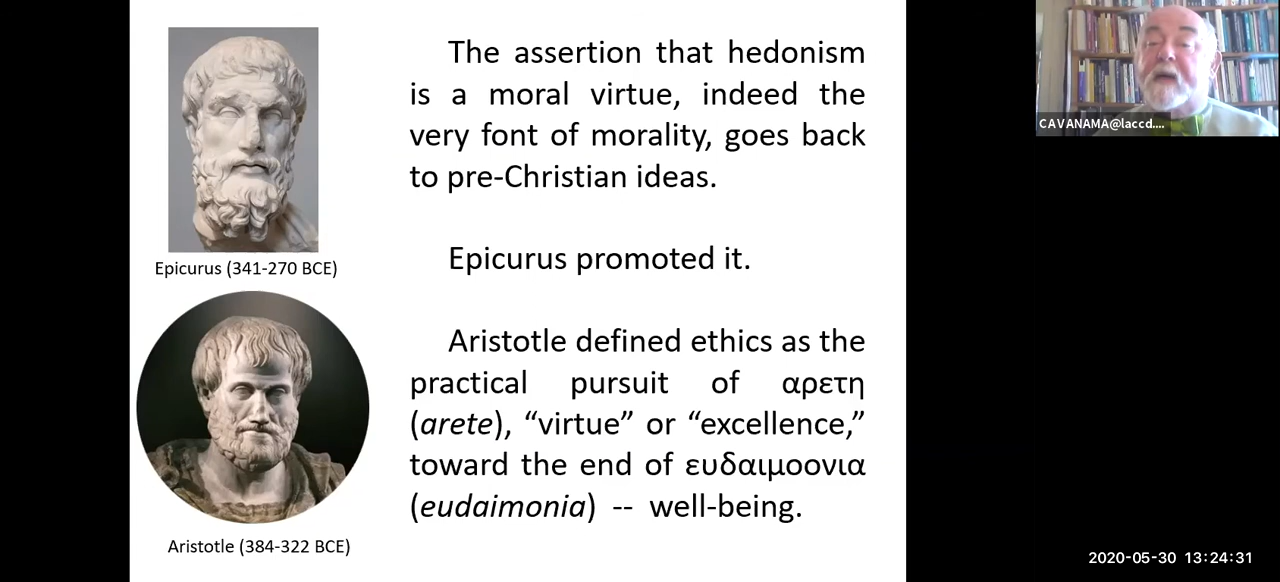 Epicurus (341-270 BCE)
Aristotle (384-322 BCE)
The assertion that hedonism
is a moral virtue, indeed the
very font of morality, goes back
to pre-Christian ideas.
Epicurus promoted it.
Aristotle defined ethics as the
practical pursuit of αρετη
(arete), “virtue” or “excellence,”
toward the end of ευδαιμοονια
(eudaimonia) -- well-being.
CAVANAMA@laccd....
2020-05-30 13:24:31